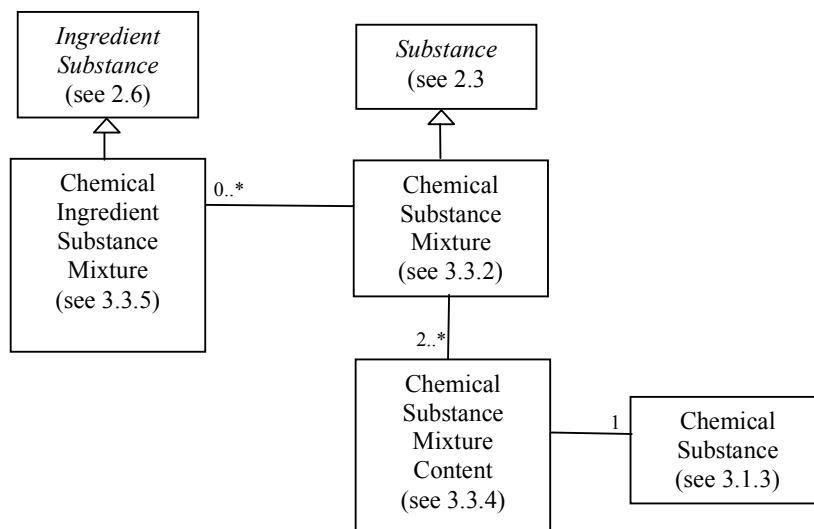 Ingredient
Substance
(see 2.6)
Substance
(see 2.3
Chemical
Ingredient
Substance
Mixture
(see 3.3.5)
0..*
Chemical
Substance
Mixture
(see 3.3.2)
2..*
Chemical
Substance
Mixture
Content
(see 3.3.4)
1
Chemical
Substance
(see 3.1.3)